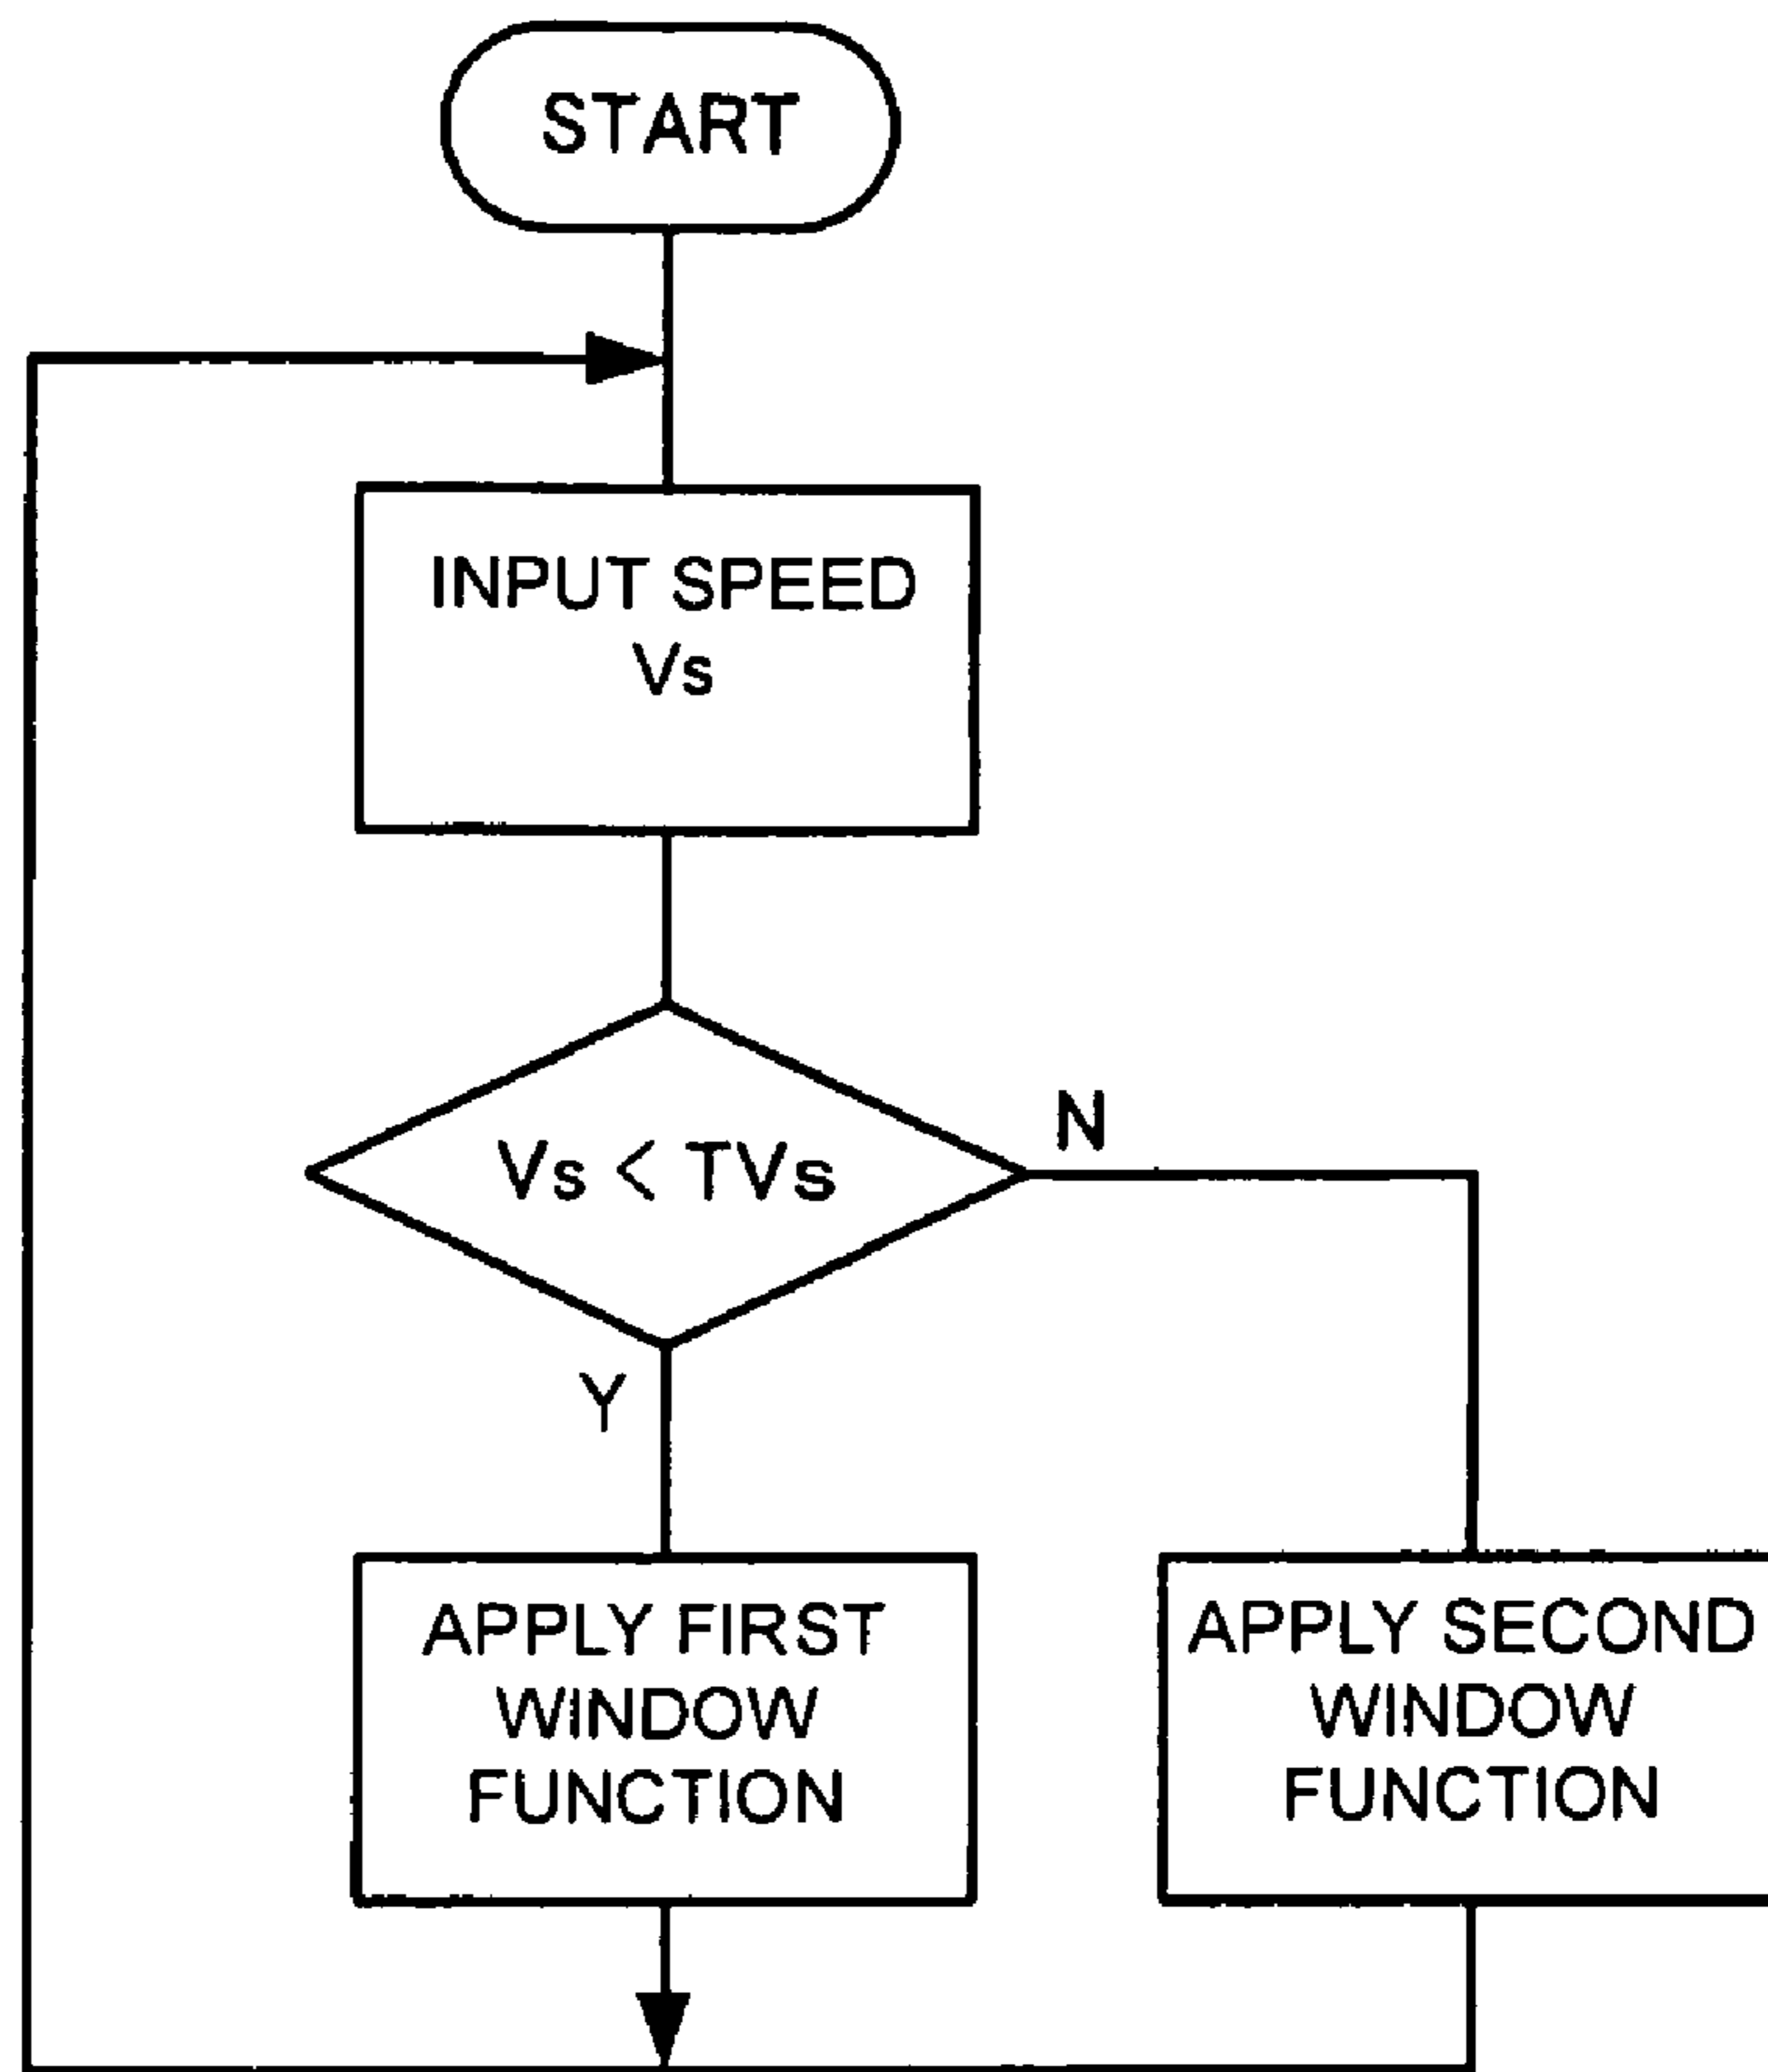 START
INPUT SPEED
Vs
Vs < TVs
N
Y
APPLY FIRST
WINDOW
FUNCTION
APPLY SECOND
WINDOW
FUNCTION